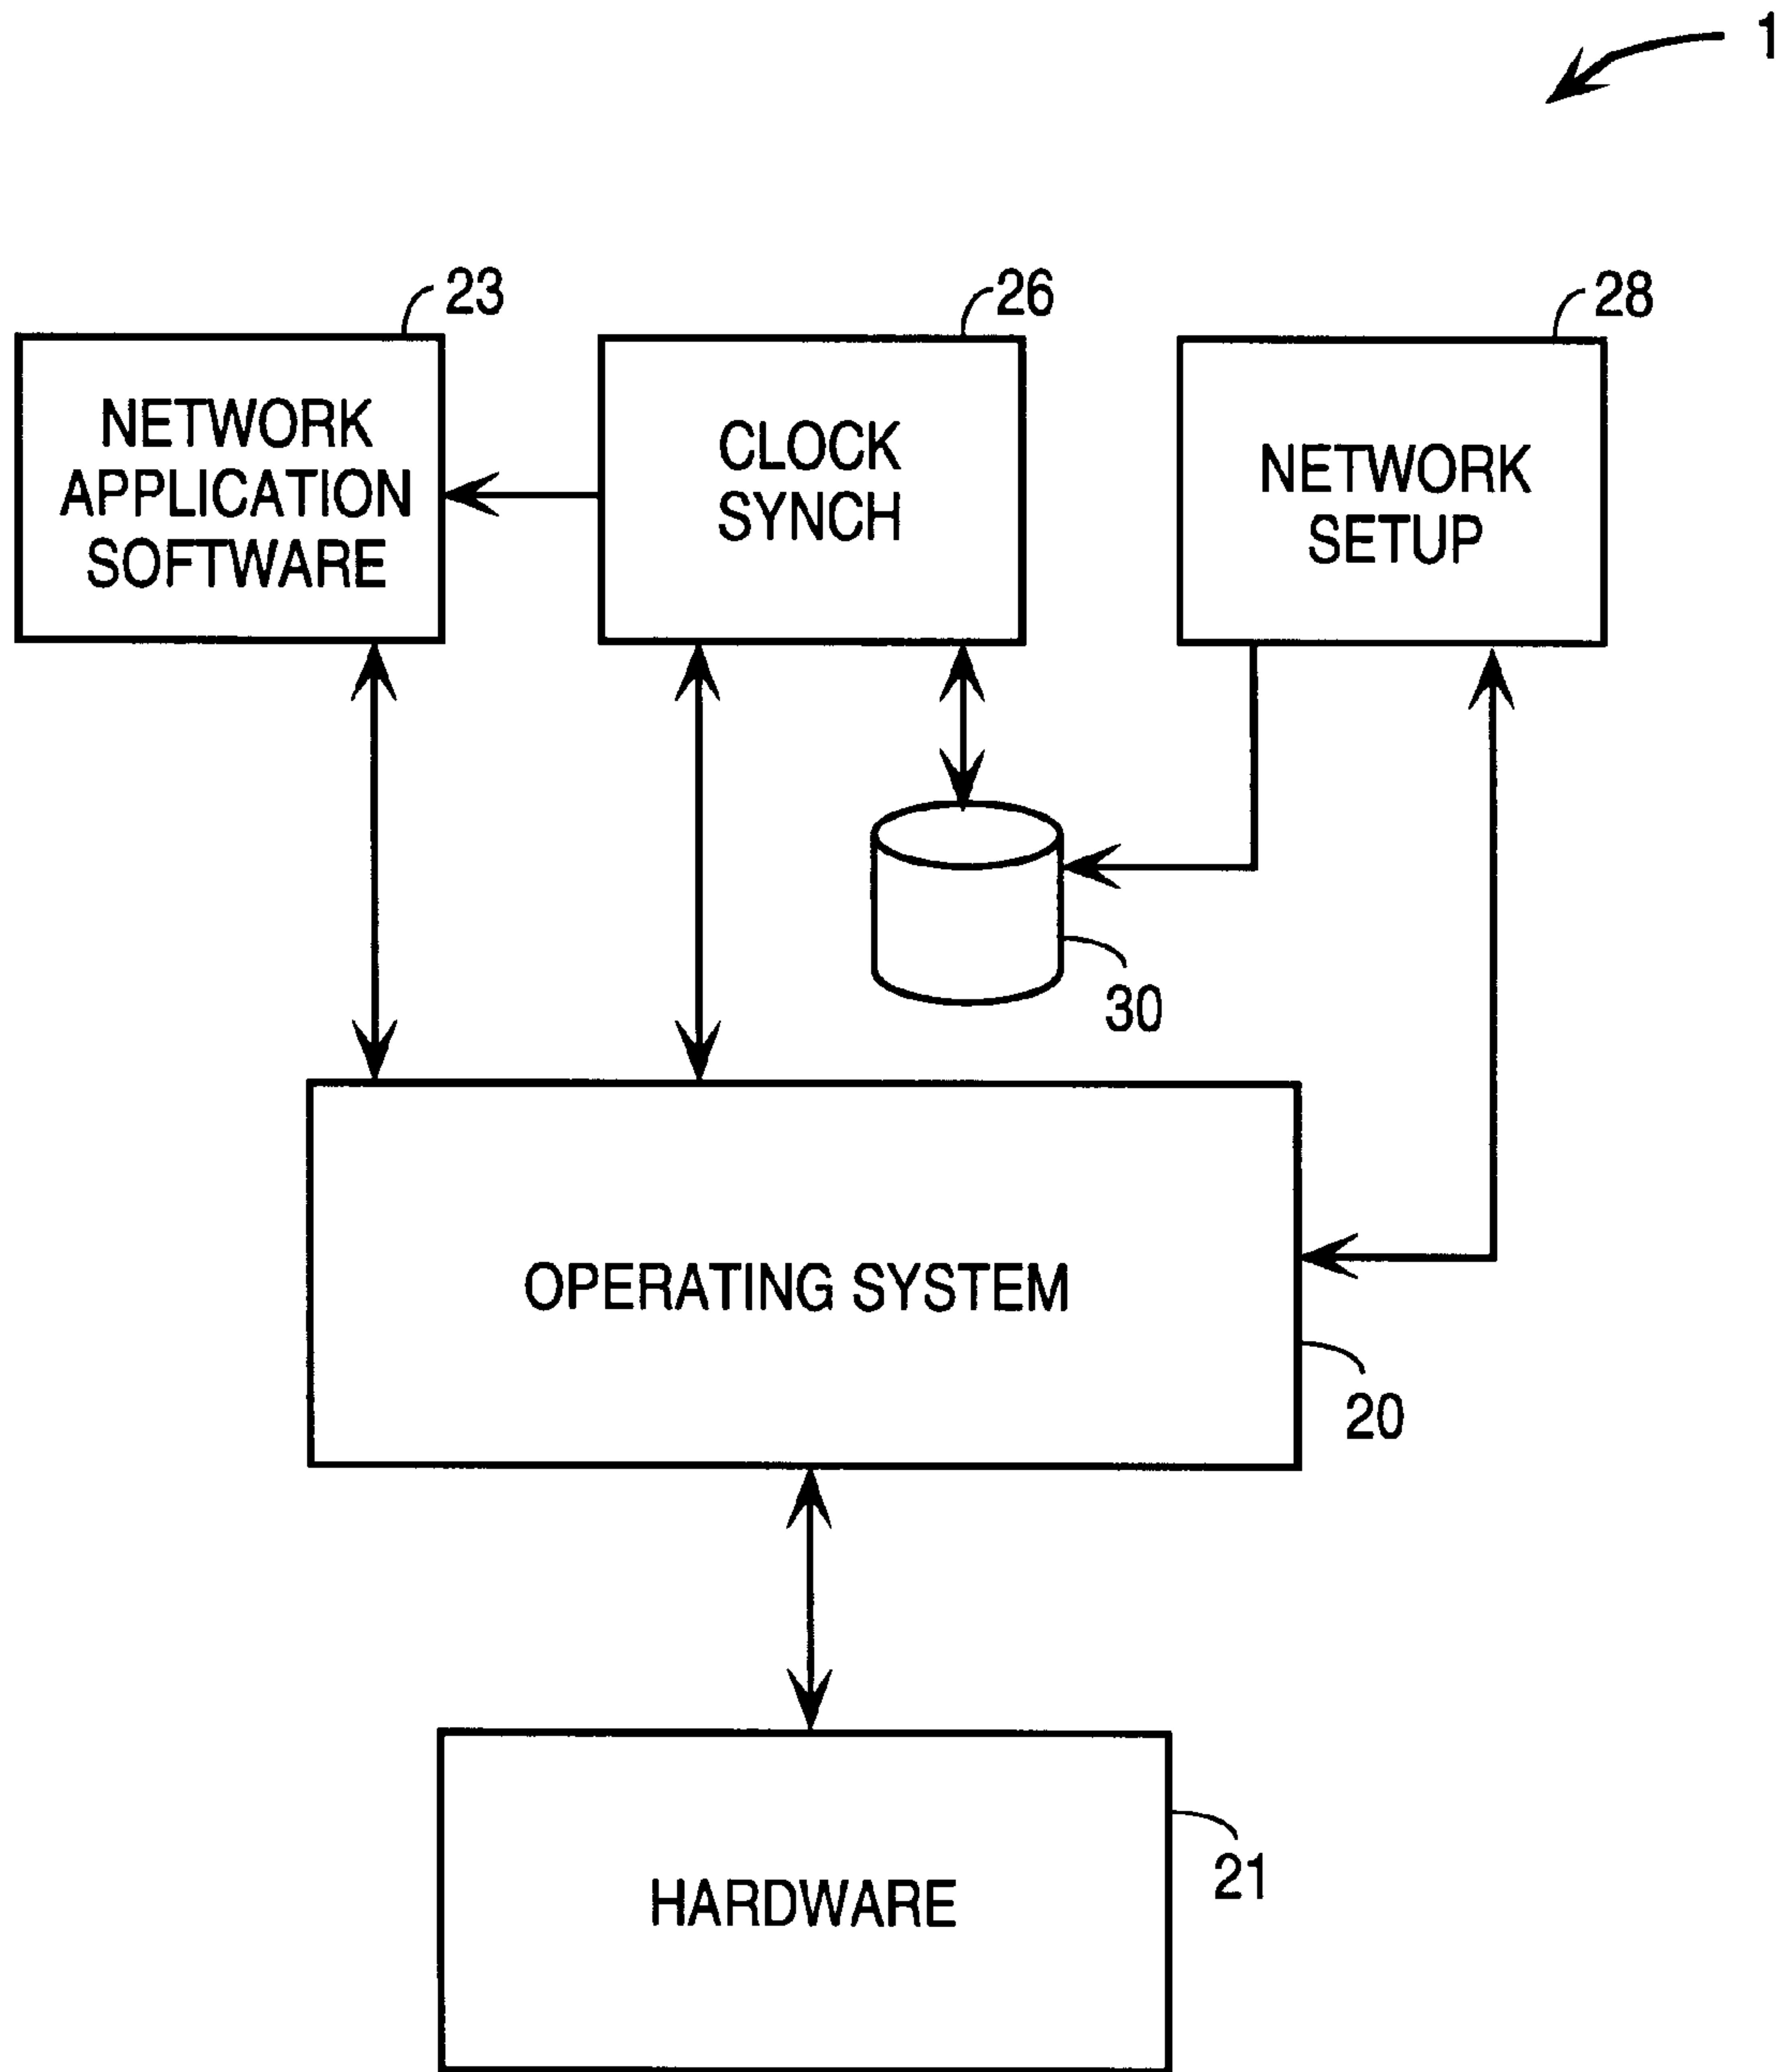 1
23
26
28
NETWORK
APPLICATION
SOFTWARE
CLOCK
SYNCH
NETWORK
SETUP
30
OPERATING SYSTEM
20
HARDWARE
21